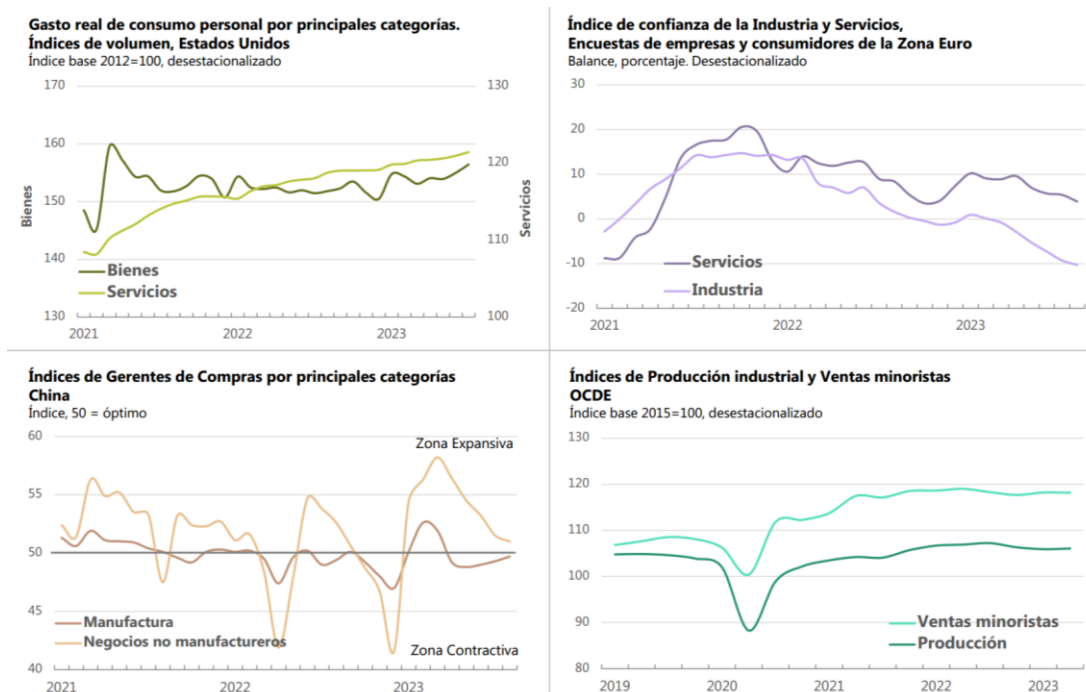 Gasto real de consumo personal por principales categorías.
Índices de volumen, Estados Unidos
Índice base 2012=100, desestacionalizado
170
160
150
140
130
Bienes
130
120
110
100
Servicios
Bienes
Servicios
2021
2022
2023
Índice de confianza de la Industria y Servicios,
Encuestas de empresas y consumidores de la Zona Euro
Balance, porcentaje. Desestacionalizado
30
20
10
0
-10
-20
Servicios
Industria
2021
2022
2023
Índices de Gerentes de Compras por principales categorías
China
Índice, 50 = óptimo
60
55
50
45
40
Zona Expansiva
Manufactura
Negocios no manufactureros
Zona Contractiva
2021
2022
2023
Índices de Producción industrial y Ventas minoristas
OCDE
Índice base 2015=100, desestacionalizado
130
120
110
100
90
80
Ventas minoristas
Producción
2019
2020
2021
2022
2023